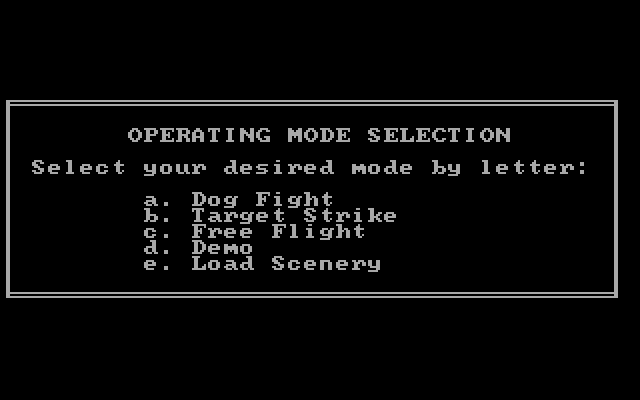 OPERATING MODE SELECTION
Select your desired mode by letter:
a. Dog Fight
b. Target Strike
c. Free Flight
d. Demo
e. Load Scenery